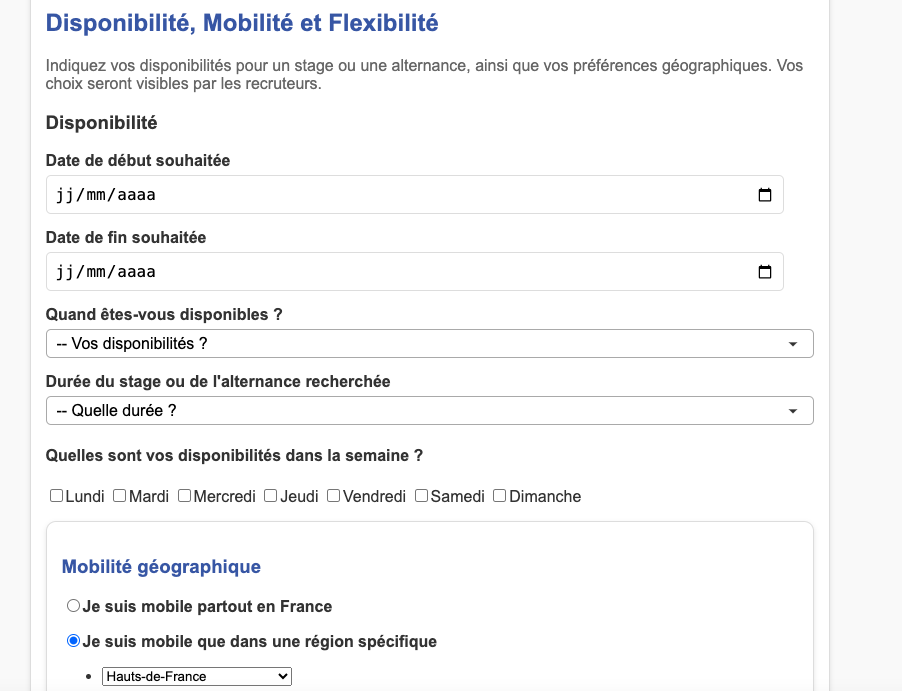 Disponibilité, Mobilité et Flexibilité
Indiquez vos disponibilités pour un stage ou une alternance, ainsi que vos préférences géographiques. Vos
choix seront visibles par les recruteurs.
Disponibilité
Date de début souhaitée
jj/mm/aaaa
Date de fin souhaitée
jj/mm/aaaa
Quand êtes-vous disponibles ?
-- Vos disponibilités ?
Durée du stage ou de l'alternance recherchée
-- Quelle durée ?
Quelles sont vos disponibilités dans la semaine ?
Lundi Mardi Mercredi Jeudi Vendredi Samedi Dimanche
Mobilité géographique
Je suis mobile partout en France
Je suis mobile que dans une région spécifique
Hauts-de-France